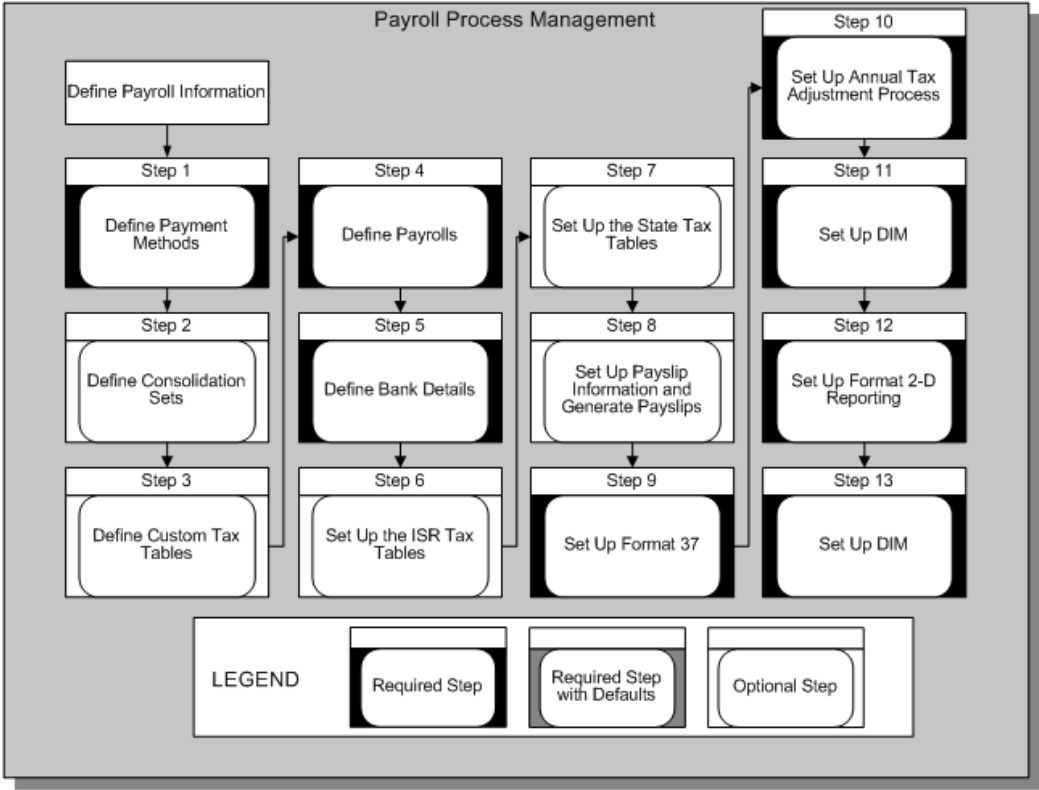 Payroll Process Management
Define Payroll Information
Step 1
Define Payment
Methods
Step 2
Define Consolidation
Sets
Step 3
Define Custom Tax
Tables
Step 4
Define Payrolls
Step 5
Define Bank Details
Step 6
Set Up the ISR Tax
Tables
Step 7
Set Up the State Tax
Tables
Step 8
Set Up Payslip
Information and
Generate Payslips
Step 9
Set Up Format 37
Step 10
Set Up Annual Tax
Adjustment Process
Step 11
Set Up DIM
Step 12
Set Up Format 2-D
Reporting
Step 13
Set Up DIM
LEGEND
Required Step
Required Step
with Defaults
Optional Step